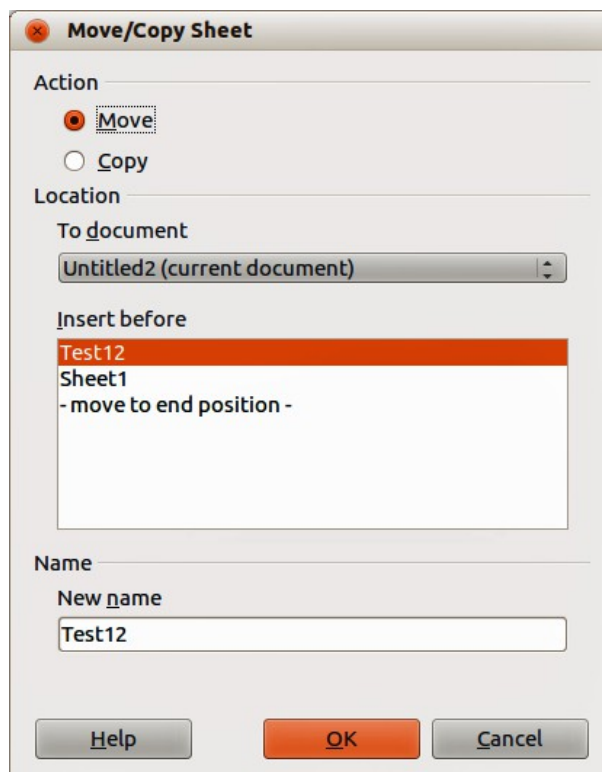 Move/Copy Sheet
Action
Move
Copy
Location
To document
Untitled2 (current document)
Insert before
Test12
Sheet1
- move to end position -
Name
New name
Test12
Help
OK
Cancel